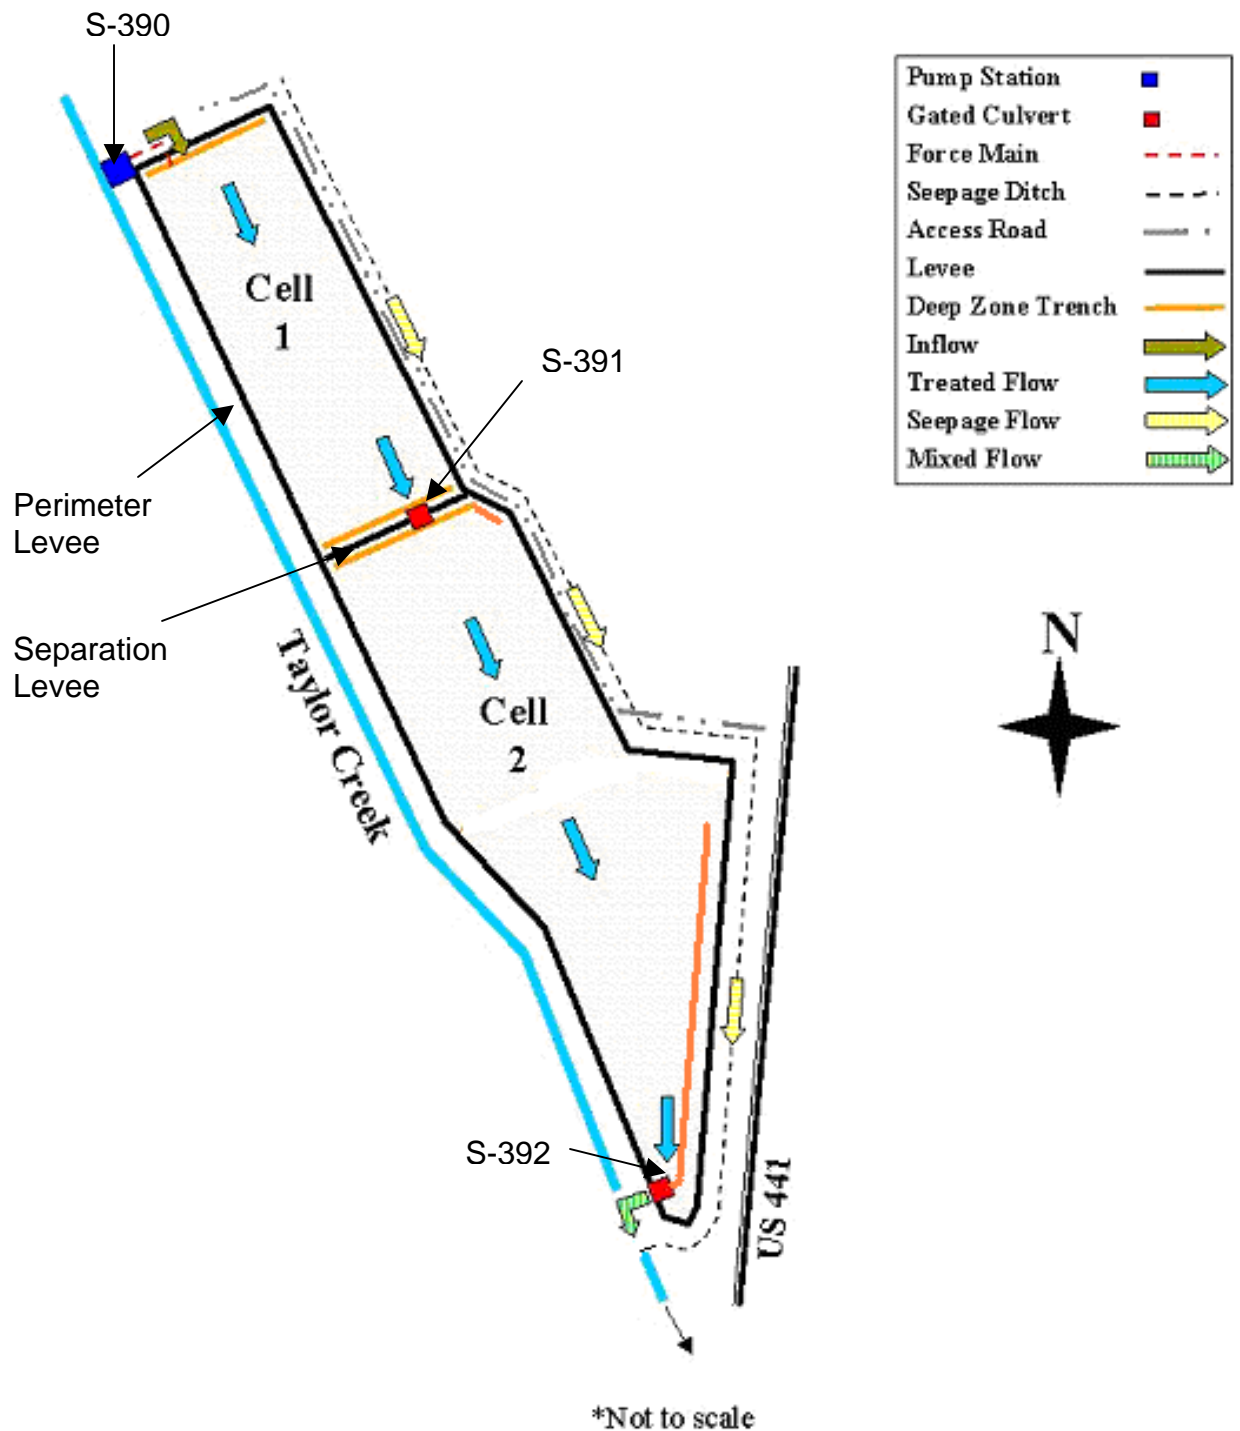 S-390
Pump Station
Gated Culvert
Force Main
Seepage Ditch
Access Road
Levee
Deep Zone Trench
Inflow
Treated Flow
Seepage Flow
Mixed Flow
Cell
1
S-391
Perimeter
Levee
Separation
Levee
Taylor Creek
Cell
2
N
S-392
US 441
*Not to scale